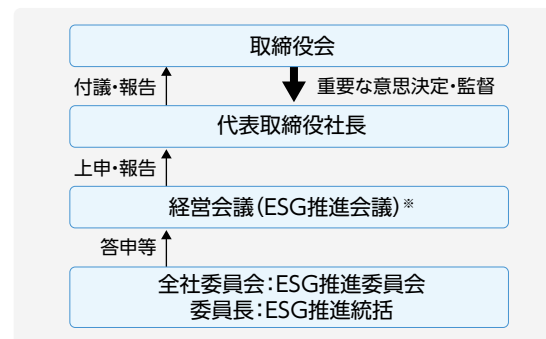 取締役会
付議・報告
重要な意思決定・監督
代表取締役社長
上申・報告
経営会議(ESG推進会議)※
答申等
全社委員会:ESG推進委員会
委員長:ESG推進統括